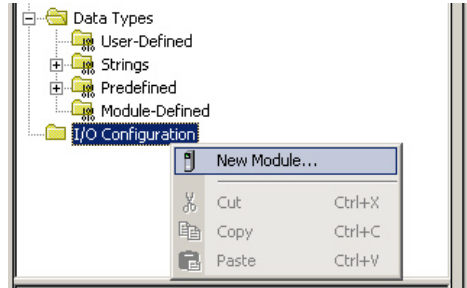 Data Types
User-Defined
Strings
Predefined
Module-Defined
I/O Configuration
New Module...
Cut Ctrl+X
Copy Ctrl+C
Paste Ctrl+V